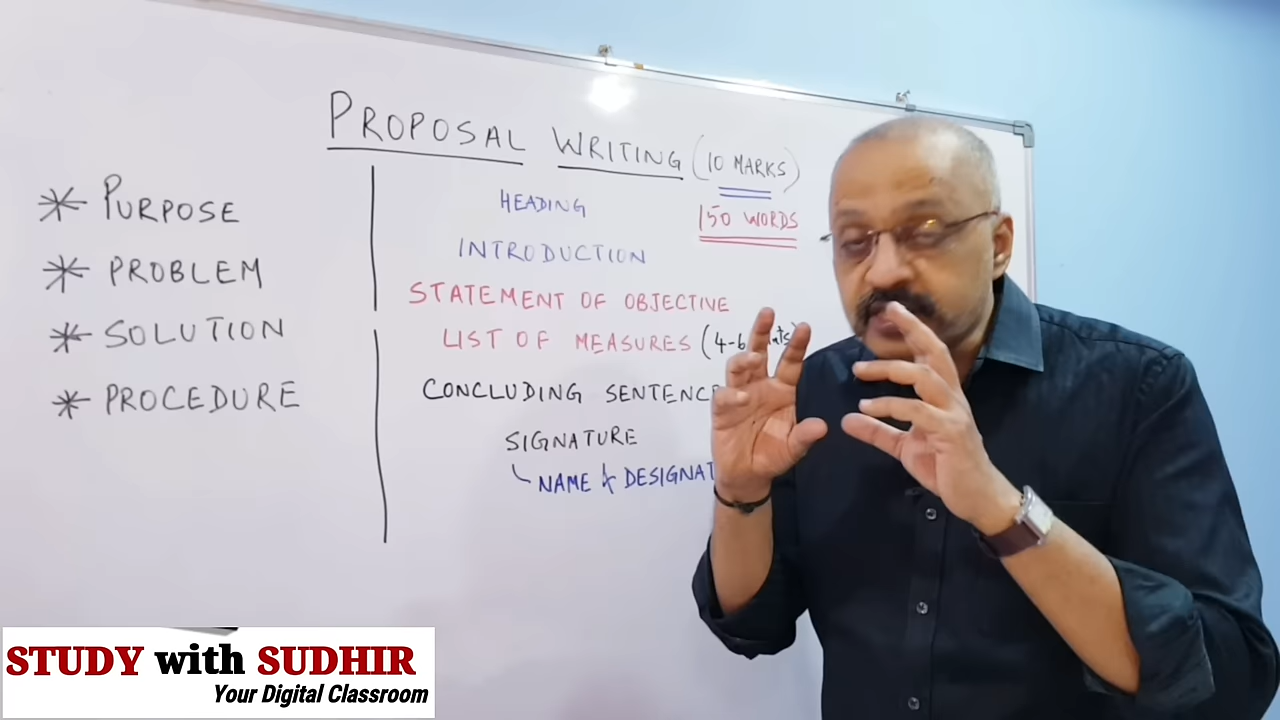 PROPOSAL WRITING (10 MARKS)
150 WORDS
* PURPOSE
* PROBLEM
* SOLUTION
* PROCEDURE
HEADING
INTRODUCTION
STATEMENT OF OBJECTIVE
LIST OF MEASURES (4-6
CONCLUDING SENTENC
SIGNATURE
NAME & DESIGNAT
STUDY with SUDHIR
Your Digital Classroom